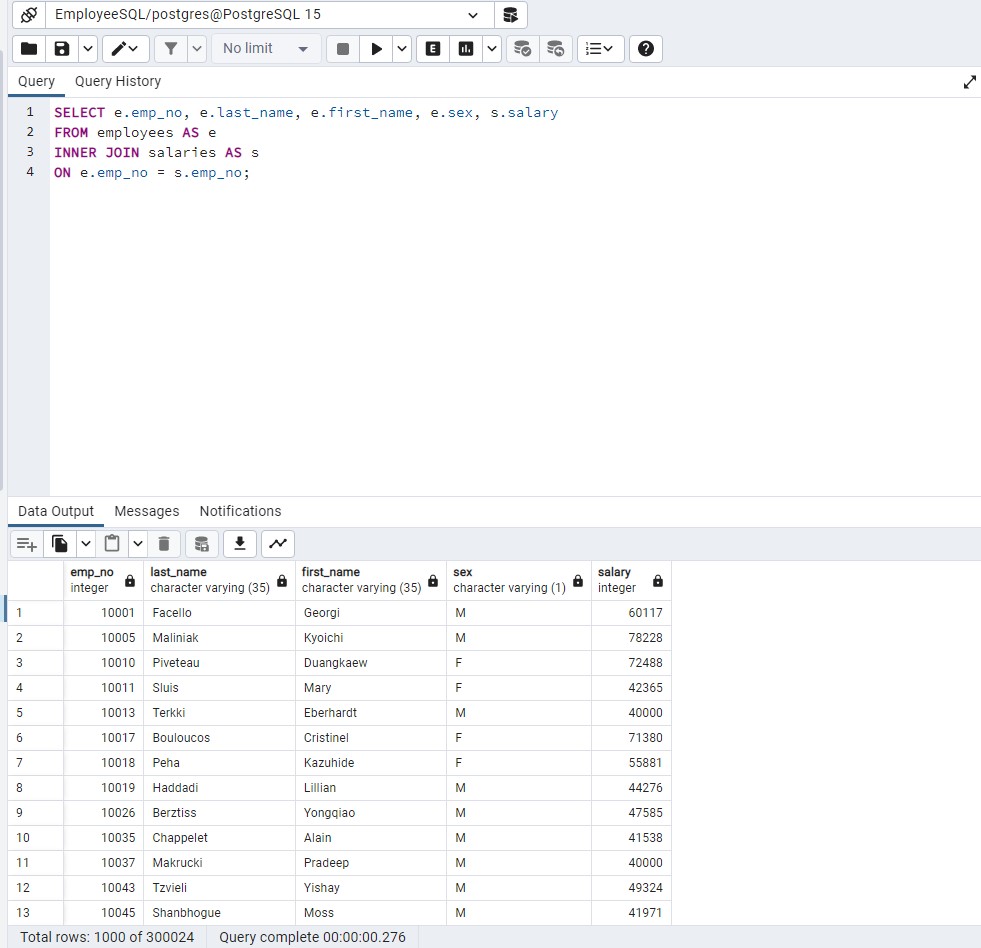 EmployeeSQL/postgres@PostgreSQL 15
No limit
E
Query Query History
1 SELECT e.emp_no, e.last_name, e.first_name, e.sex, s.salary
2 FROM employees AS e
3 INNER JOIN salaries AS s
4 ON e.emp_no = s.emp_no;
Data Output Messages Notifications
emp_no last_name first_name sex salary
integer character varying (35) character varying (35) character varying (1) integer
1 10001 Facello Georgi M 60117
2 10005 Maliniak Kyoichi M 78228
3 10010 Piveteau Duangkaew F 72488
4 10011 Sluis Mary F 42365
5 10013 Terkki Eberhardt M 40000
6 10017 Bouloucos Cristinel F 71380
7 10018 Peha Kazuhide F 55881
8 10019 Haddadi Lillian M 44276
9 10026 Berztiss Yongqiao M 47585
10 10035 Chappelet Alain M 41538
11 10037 Makrucki Pradeep M 40000
12 10043 Tzvieli Yishay M 49324
13 10045 Shanbhogue Moss M 41971
Total rows: 1000 of 300024 Query complete 00:00:00.276